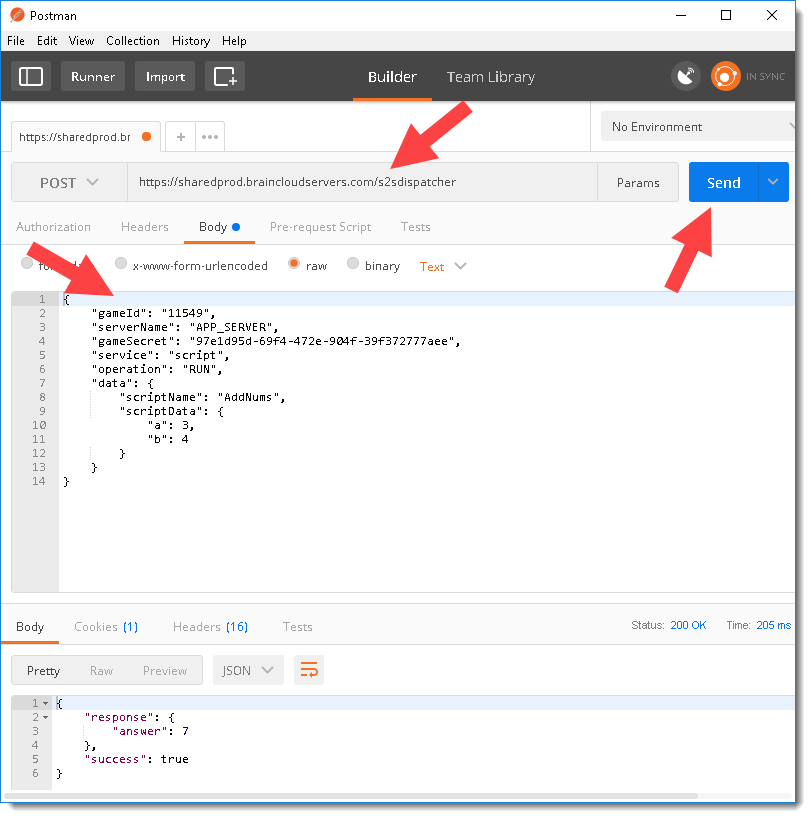 Postman
File Edit View Collection History Help
Runner Import Builder Team Library IN SYNC
https://sharedprod.br No Environment
POST https://sharedprod.braincloudservers.com/s2sdispatcher Params Send
Authorization Headers Body Pre-request Script Tests
x-www-form-urlencoded raw binary Text
1 {
2 "gameId": "11549",
3 "serverName": "APP_SERVER",
4 "gameSecret": "97e1d95d-69f4-472e-904f-39f372777aee",
5 "service": "script",
6 "operation": "RUN",
7 "data": {
8 "scriptName": "AddNums",
9 "scriptData": {
10 "a": 3,
11 "b": 4
12 }
13 }
14 }
Body Cookies (1) Headers (16) Tests Status: 200 OK Time: 205 ms
Pretty Raw Preview JSON
1 {
2 "response": {
3 "answer": 7
4 },
5 "success": true
6 }